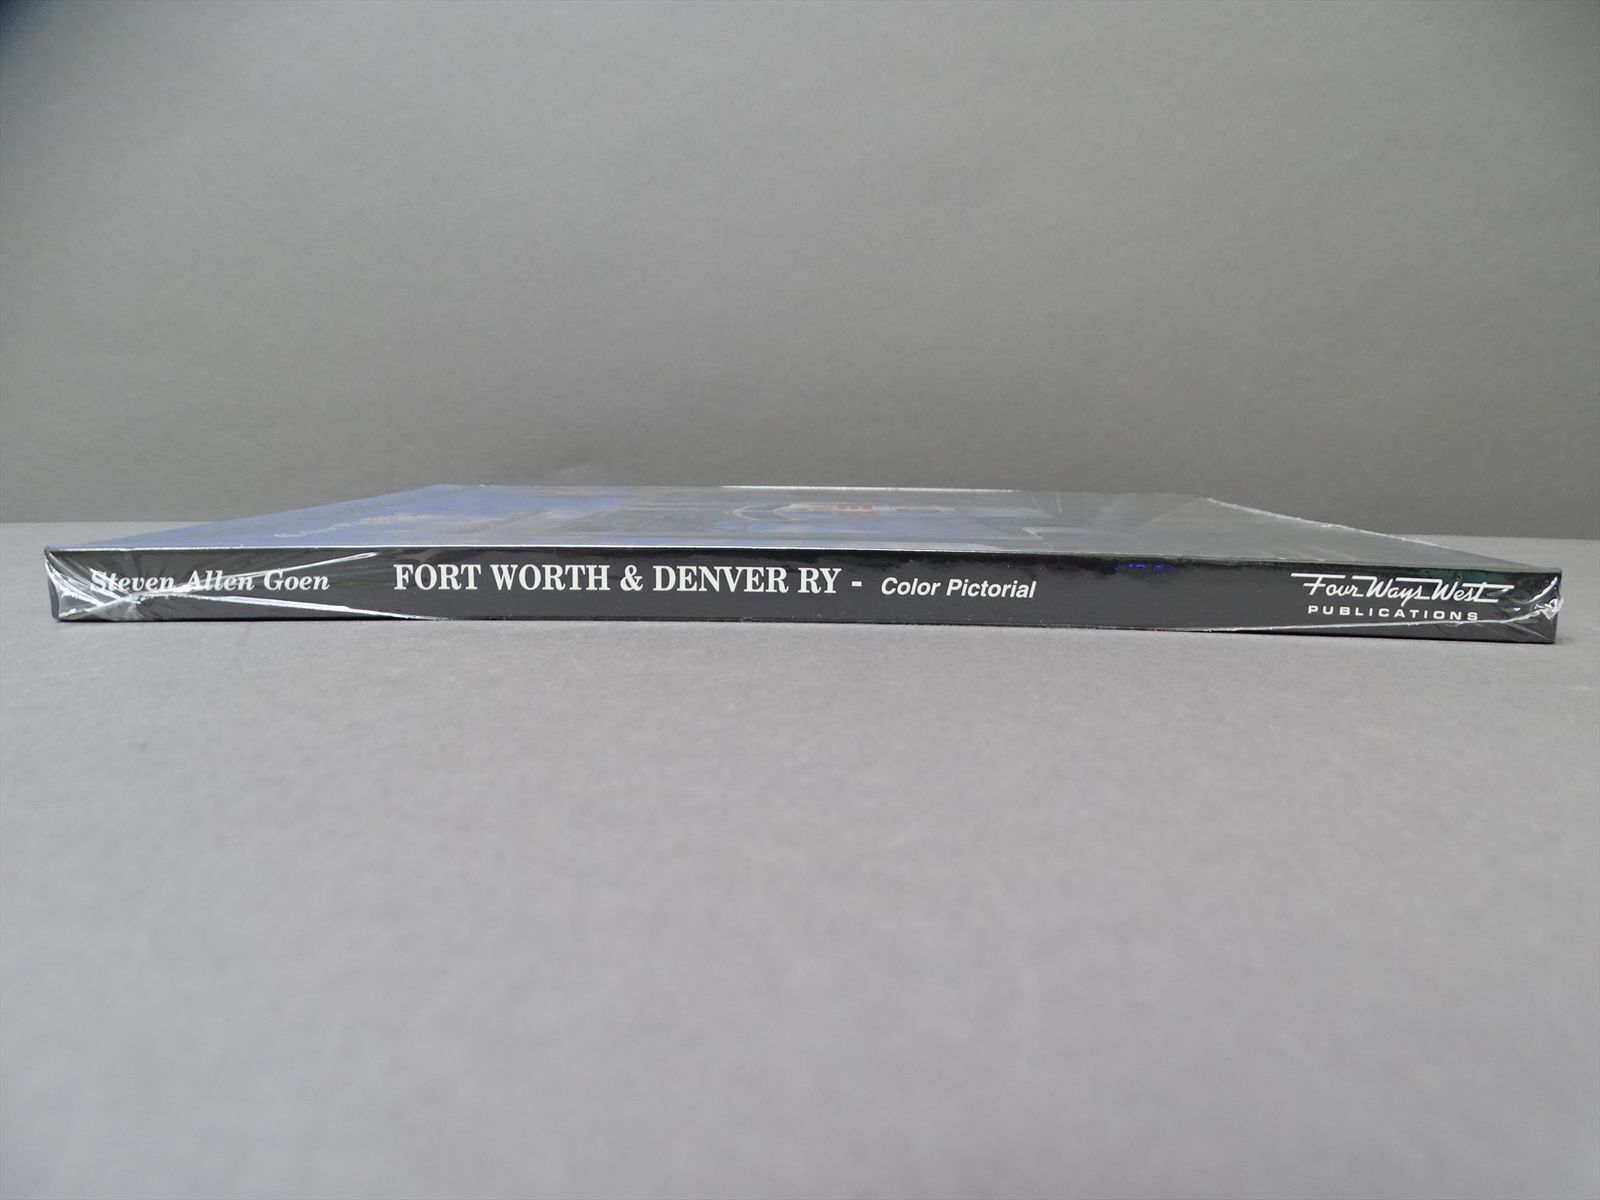 Steven Allen Goen FORT WORTH & DENVER RY - Color Pictorial Four Ways West
PUBLICATIONS